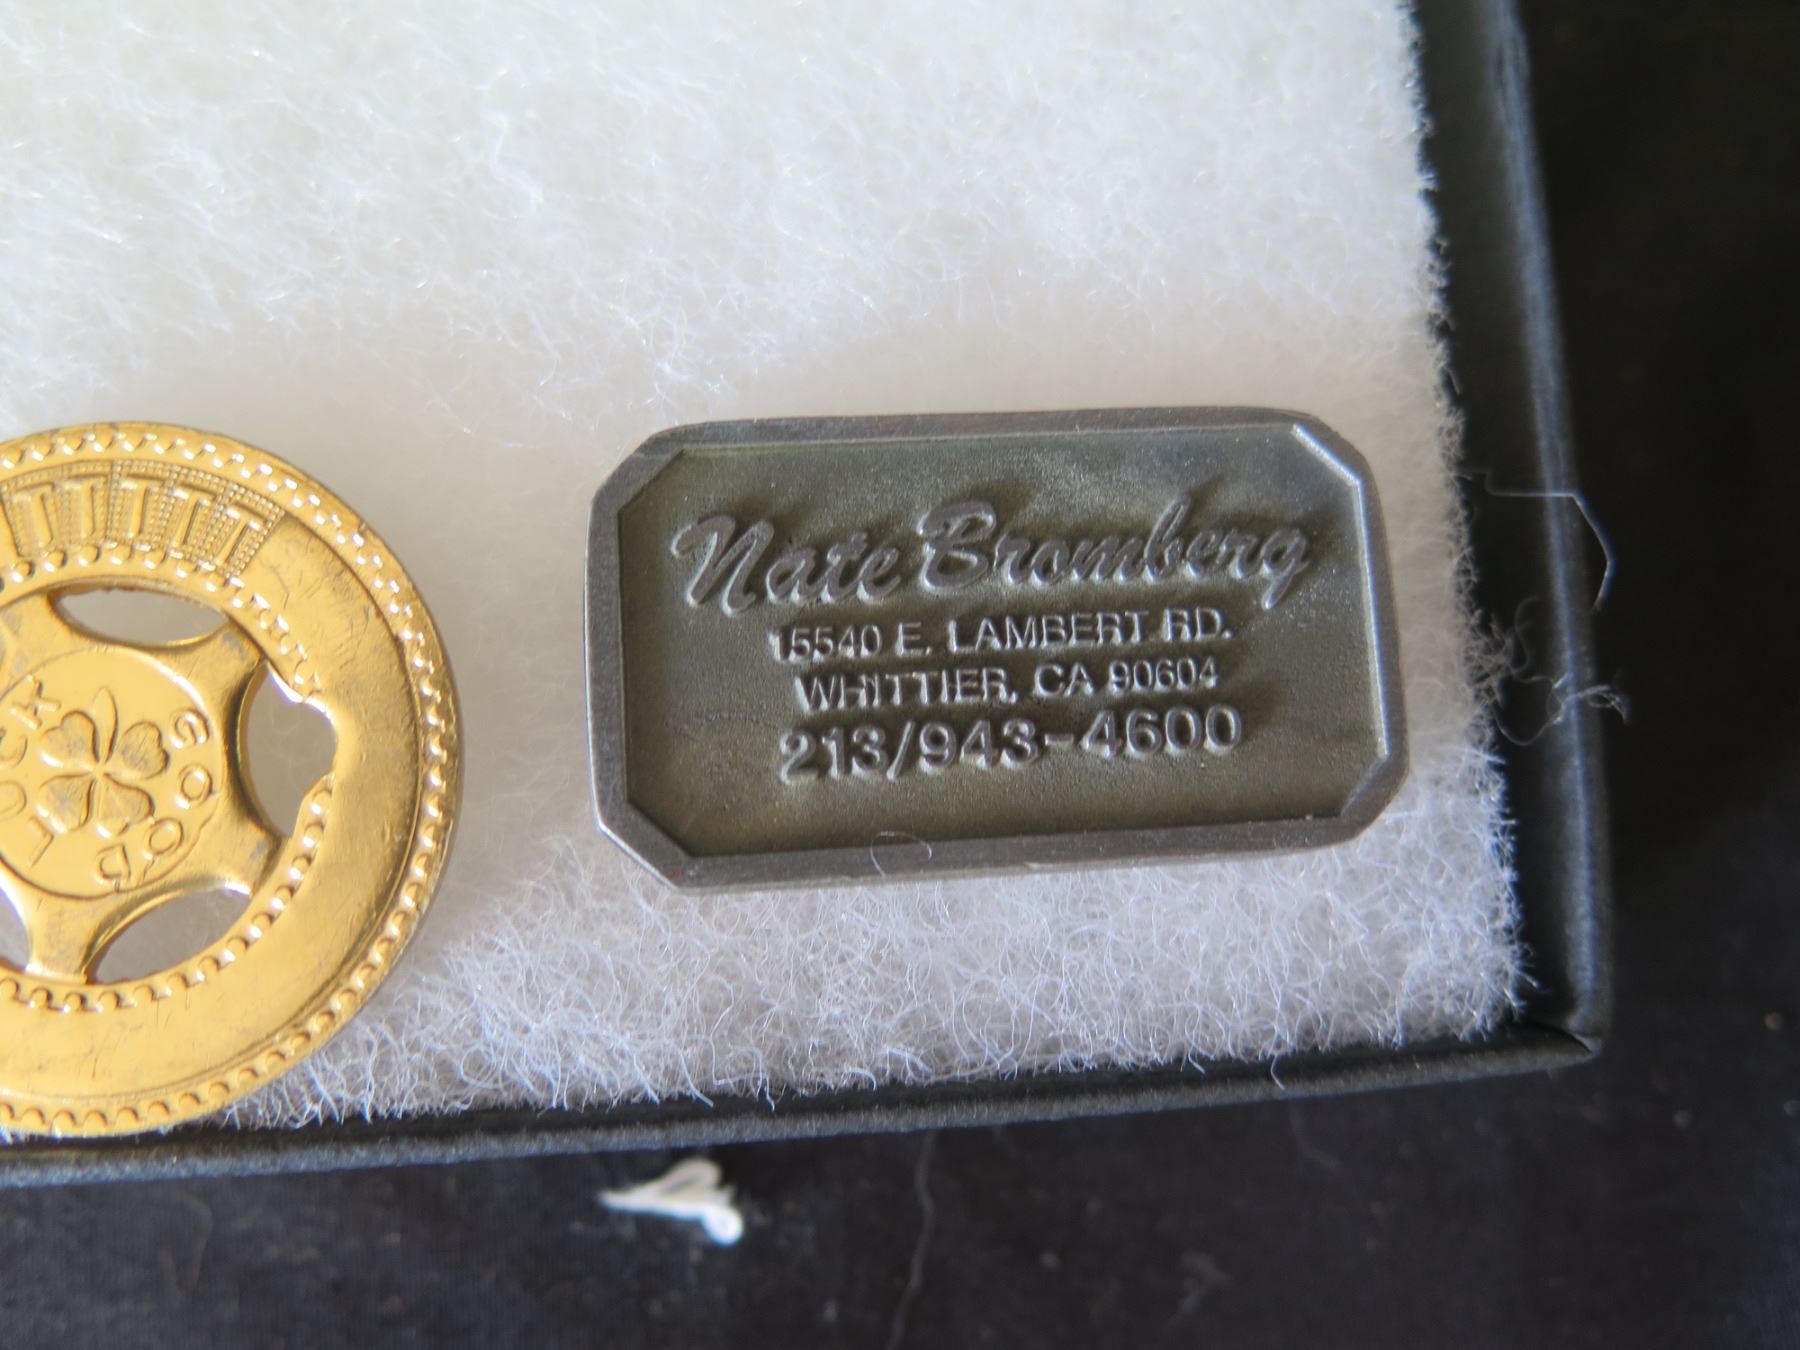 GOOD LUCK
Nate Bromberg
15540 E. LAMBERT RD.
WHITTIER, CA 90604
213/943-4600